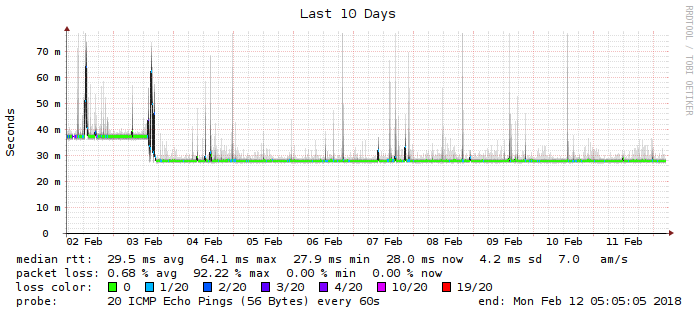 Last 10 Days
RRDTOOL / TOBI OETIKER
Seconds
70 m
60 m
50 m
40 m
30 m
20 m
10 m
0
02 Feb 03 Feb 04 Feb 05 Feb 06 Feb 07 Feb 08 Feb 09 Feb 10 Feb 11 Feb
median rtt: 29.5 ms avg 64.1 ms max 27.9 ms min 28.0 ms now 4.2 ms sd 7.0 am/s
packet loss: 0.68 % avg 92.22 % max 0.00 % min 0.00 % now
loss color: 0 1/20 2/20 3/20 4/20 10/20 19/20
probe: 20 ICMP Echo Pings (56 Bytes) every 60s end: Mon Feb 12 05:05:05 2018